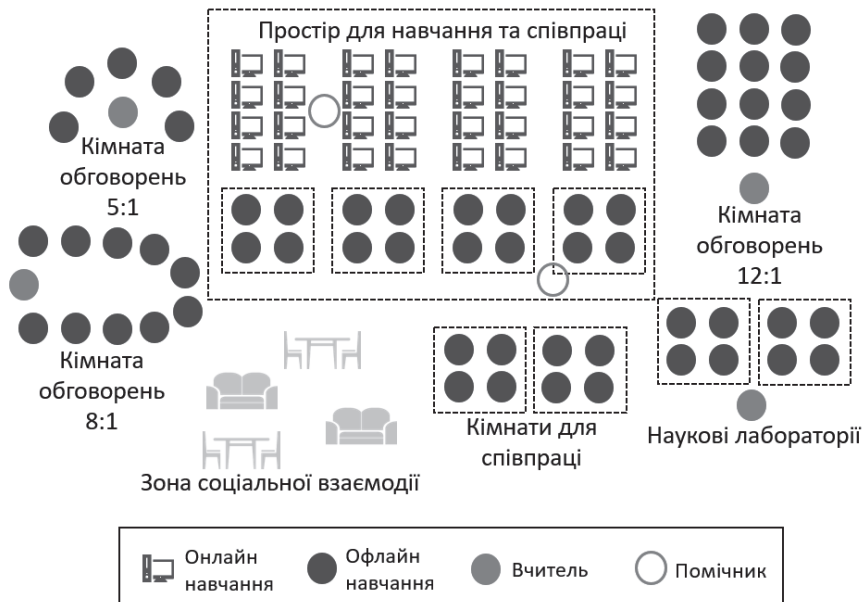 Простір для навчання та співпраці
Кімната
обговорень
5:1
Кімната
обговорень
12:1
Кімната
обговорень
8:1
Кімнати для
співпраці
Наукові лабораторії
Зона соціальної взаємодії
Онлайн
навчання
Офлайн
навчання
Вчитель
Помічник